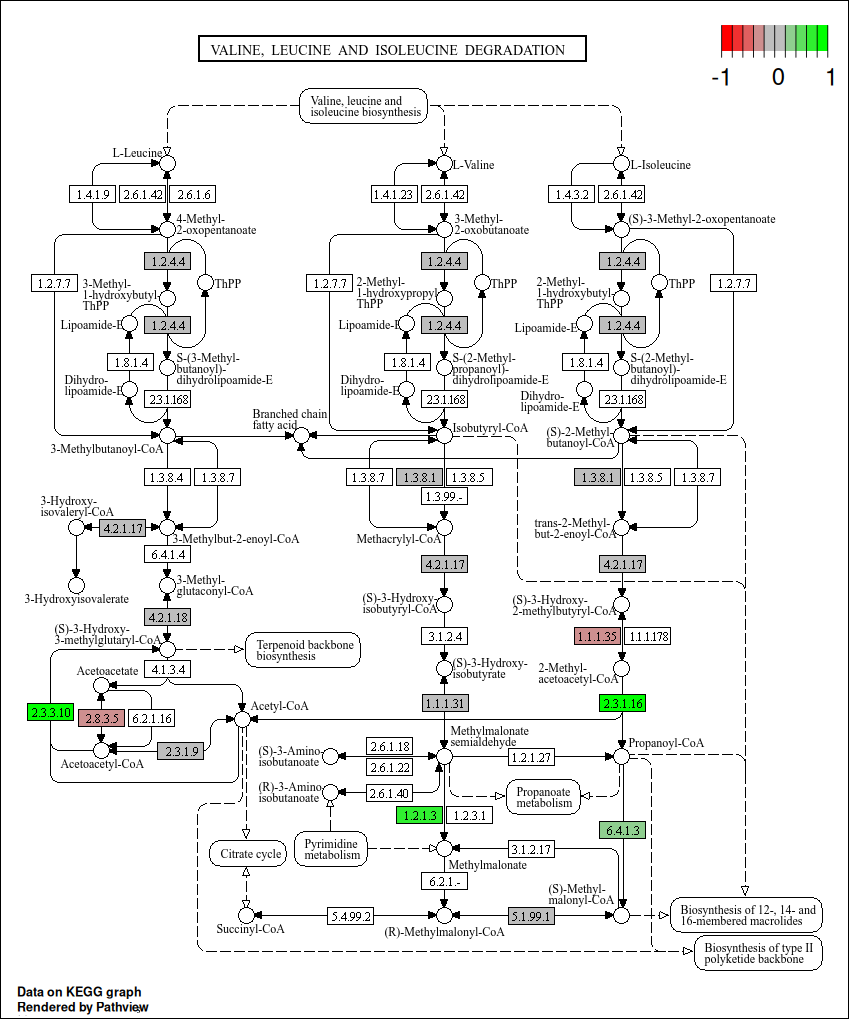 VALINE, LEUCINE AND ISOLEUCINE DEGRADATION
-1 0 1
Valine, leucine and
isoleucine biosynthesis
L-Leucine
L-Valine
L-Isoleucine
1.4.1.9 2.6.1.42 2.6.1.6
1.4.1.23 2.6.1.42
1.4.3.2 2.6.1.42
4-Methyl-
2-oxopentanoate
3-Methyl-
2-oxobutanoate
(S)-3-Methyl-2-oxopentanoate
1.2.4.4
1.2.4.4
1.2.4.4
1.2.7.7
1.2.7.7
1.2.7.7
3-Methyl-
1-hydroxybutyl-
ThPP
ThPP
2-Methyl-
1-hydroxypropyl-
ThPP
ThPP
2-Methyl-
1-hydroxybutyl-
ThPP
ThPP
Lipoamide-E
1.2.4.4
Lipoamide-E
1.2.4.4
Lipoamide-E
1.2.4.4
1.8.1.4
1.8.1.4
1.8.1.4
S-(3-Methyl-
butanoyl)-
dihydrolipoamide-E
S-(2-Methyl-
propanoyl)-
dihydrolipoamide-E
S-(2-Methyl-
butanoyl)-
dihydrolipoamide-E
Dihydro-
lipoamide-E
Dihydro-
lipoamide-E
Dihydro-
lipoamide-E
2.3.1.168
2.3.1.168
2.3.1.168
Branched chain
fatty acid
3-Methylbutanoyl-CoA
Isobutyryl-CoA
(S)-2-Methyl-
butanoyl-CoA
1.3.8.4 1.3.8.7
1.3.8.7 1.3.8.1 1.3.8.5
1.3.99.-
1.3.8.1 1.3.8.5 1.3.8.7
3-Hydroxy-
isovaleryl-CoA
4.2.1.17
3-Methylbut-2-enoyl-CoA
Methacrylyl-CoA
trans-2-Methyl-
but-2-enoyl-CoA
6.4.1.4
4.2.1.17
4.2.1.17
3-Hydroxyisovalerate
3-Methyl-
glutaconyl-CoA
(S)-3-Hydroxy-
isobutyryl-CoA
(S)-3-Hydroxy-
2-methylbutyryl-CoA
4.2.1.18
(S)-3-Hydroxy-
3-methylglutaryl-CoA
Terpenoid backbone
biosynthesis
3.1.2.4
1.1.1.35 1.1.1.178
4.1.3.4
Acetoacetate
(S)-3-Hydroxy-
isobutyrate
2-Methyl-
acetoacetyl-CoA
2.3.3.10 2.8.3.5 6.2.1.16
Acetyl-CoA
1.1.1.31
2.3.1.16
2.3.1.9
Acetoacetyl-CoA
Methylmalonate
semialdehyde
Propanoyl-CoA
(S)-3-Amino-
isobutanoate
2.6.1.18
2.6.1.22
1.2.1.27
(R)-3-Amino-
isobutanoate
2.6.1.40
Propanoate
metabolism
1.2.1.3 1.2.3.1
6.4.1.3
Citrate cycle
Pyrimidine
metabolism
3.1.2.17
Methylmalonate
6.2.1.-
(S)-Methyl-
malonyl-CoA
Succinyl-CoA
5.4.99.2
(R)-Methylmalonyl-CoA
5.1.99.1
Biosynthesis of 12-, 14- and
16-membered macrolides
Biosynthesis of type II
polyketide backbone
Data on KEGG graph
Rendered by Pathview